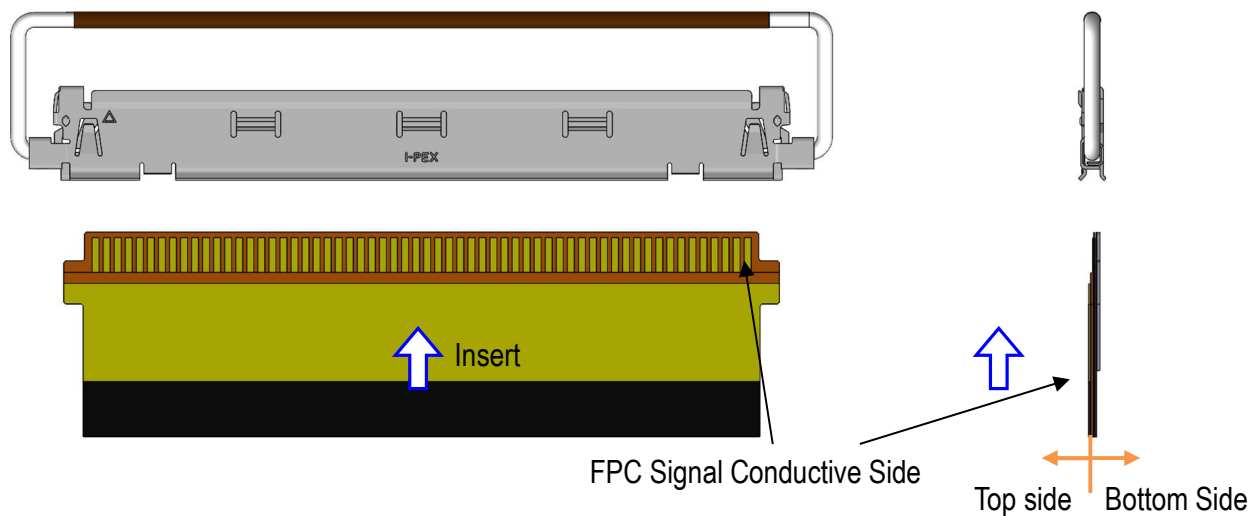 I-PEX
Insert
FPC Signal Conductive Side
Top side
Bottom Side